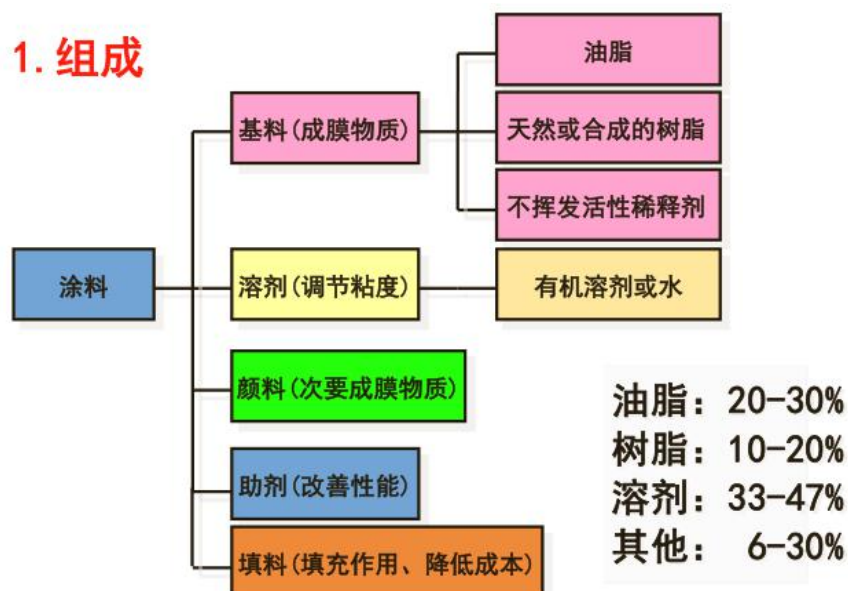 1.组成
涂料
基料(成膜物质)
油脂
天然或合成的树脂
不挥发活性稀释剂
溶剂(调节粘度)
有机溶剂或水
颜料(次要成膜物质)
助剂(改善性能)
填料(填充作用、降低成本)
油脂：20-30%
树脂：10-20%
溶剂：33-47%
其他： 6-30%